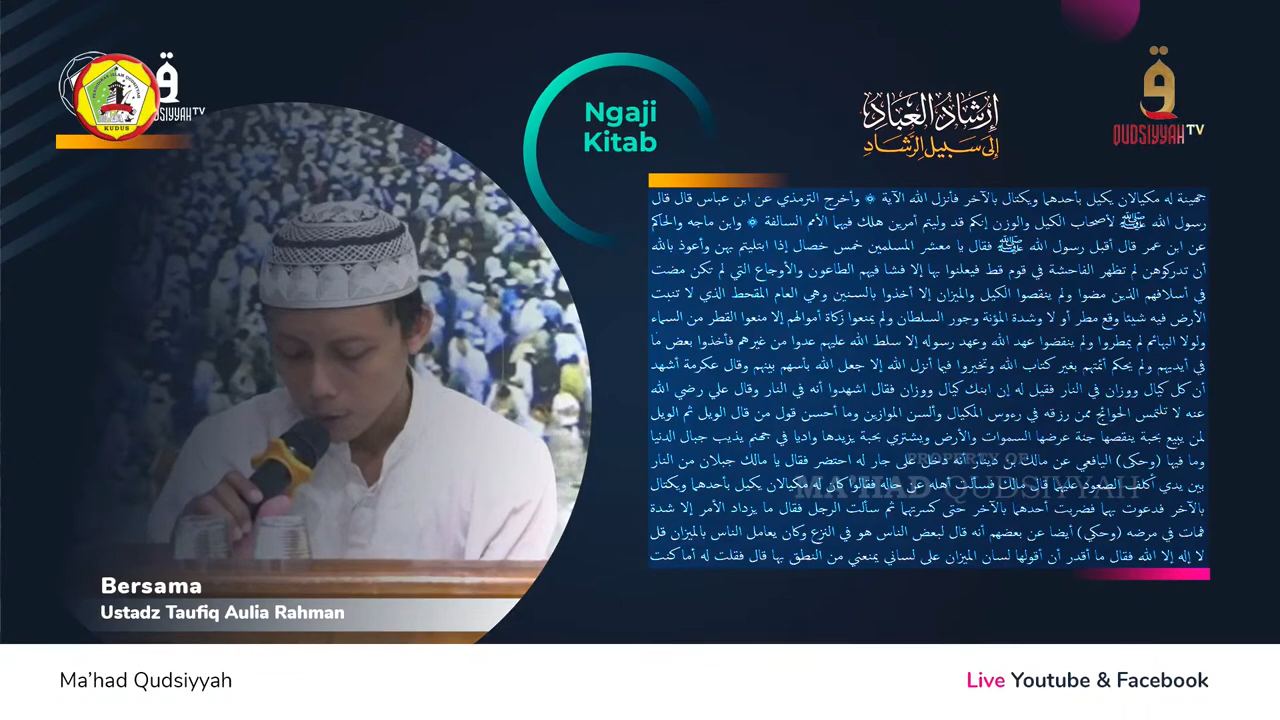 QUDSIYYAH TV
KUDUS
Ngaji
Kitab
إرشاد العباد
إلى سبيل الرشاد
QUDSIYYAH TV
جهينة له مكيالان يكيل بأحدهما ويكتال بالآخر فأنزل الله الآية ۞ وأخرج الترمذي عن ابن عباس قال قال
رسول الله ﷺ لأصحاب الكيل والوزن إنكم قد وليتم أمرين هلك فيهما الأمم السالفة ۞ وابن ماجه والحاكم
عن ابن عمر قال أقبل رسول الله ﷺ فقال يا معشر المسلمين خمس خصال إذا ابتليتم بهن وأعوذ بالله
أن تدركوهن لم تظهر الفاحشة في قوم قط فيعلنوا بها إلا فشا فيهم الطاعون والأوجاع التي لم تكن مضت
في أسلافهم الذين مضوا ولم ينقصوا الكيل والميزان إلا أخذوا بالسنين وهي العام المقحط الذي لا تنبت
الأرض فيه شيئا وقع مطر أو لا وشدة المؤنة وجور السلطان ولم يمنعوا زكاة أموالهم إلا منعوا القطر من السماء
ولولا البهائم لم يمطروا ولم ينقضوا عهد الله وعهد رسوله إلا سلط الله عليهم عدوا من غيرهم فأخذوا بعض ما
في أيديهم ولم يحكم أئمتهم بغير كتاب الله وتخيروا فيما أنزل الله إلا جعل الله بأسهم بينهم وقال عكرمة أشهد
أن كل كيال ووزان في النار فقيل له إن ابنك كيال ووزان فقال اشهدوا أنه في النار وقال علي رضي الله
عنه لا تلتمس الحوائج ممن رزقه في رءوس المكيال وألسن الموازين وما أحسن قول من قال الويل ثم الويل
لمن يبيع بحبة ينقصها جنة عرضها السموات والأرض ويشتري بحبة يزيدها واديا في جهنم يذيب جبال الدنيا
وما فيها (وحكى) اليافعي عن مالك بن دينار أنه دخل على جار له احتضر فقال يا مالك جبلان من النار
بين يدي أكلف الصعود عليهما قال مالك فسألت أهله عن حاله فقالوا كان له مكيالان يكيل بأحدهما ويكتال
بالآخر فدعوت بهما فضربت أحدهما بالآخر حتى كسرتهما ثم سألت الرجل فقال ما يزداد الأمر إلا شدة
فمات في مرضه (وحكي) أيضا عن بعضهم أنه قال لبعض الناس هو في النزع وكان يعامل الناس بالميزان قل
لا إله إلا الله فقال ما أقدر أن أقولها لسان الميزان على لساني يمنعني من النطق بها قال فقلت له أما كنت
PROPERTY OF
MA'HAD QUDSIYYAH
Bersama
Ustadz Taufiq Aulia Rahman
Ma'had Qudsiyyah
Live Youtube & Facebook